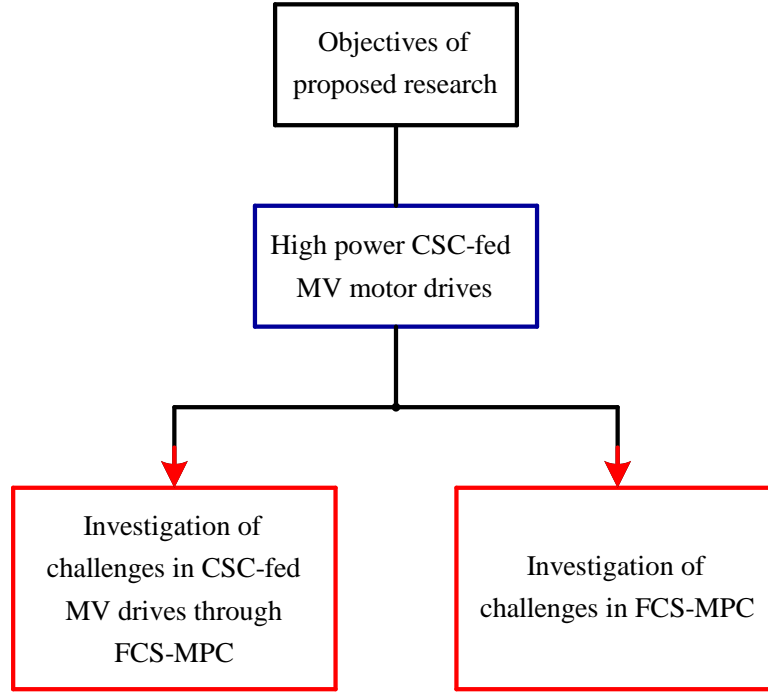 Objectives of
proposed research
High power CSC-fed
MV motor drives
Investigation of
challenges in CSC-fed
MV drives through
FCS-MPC
Investigation of
challenges in FCS-MPC